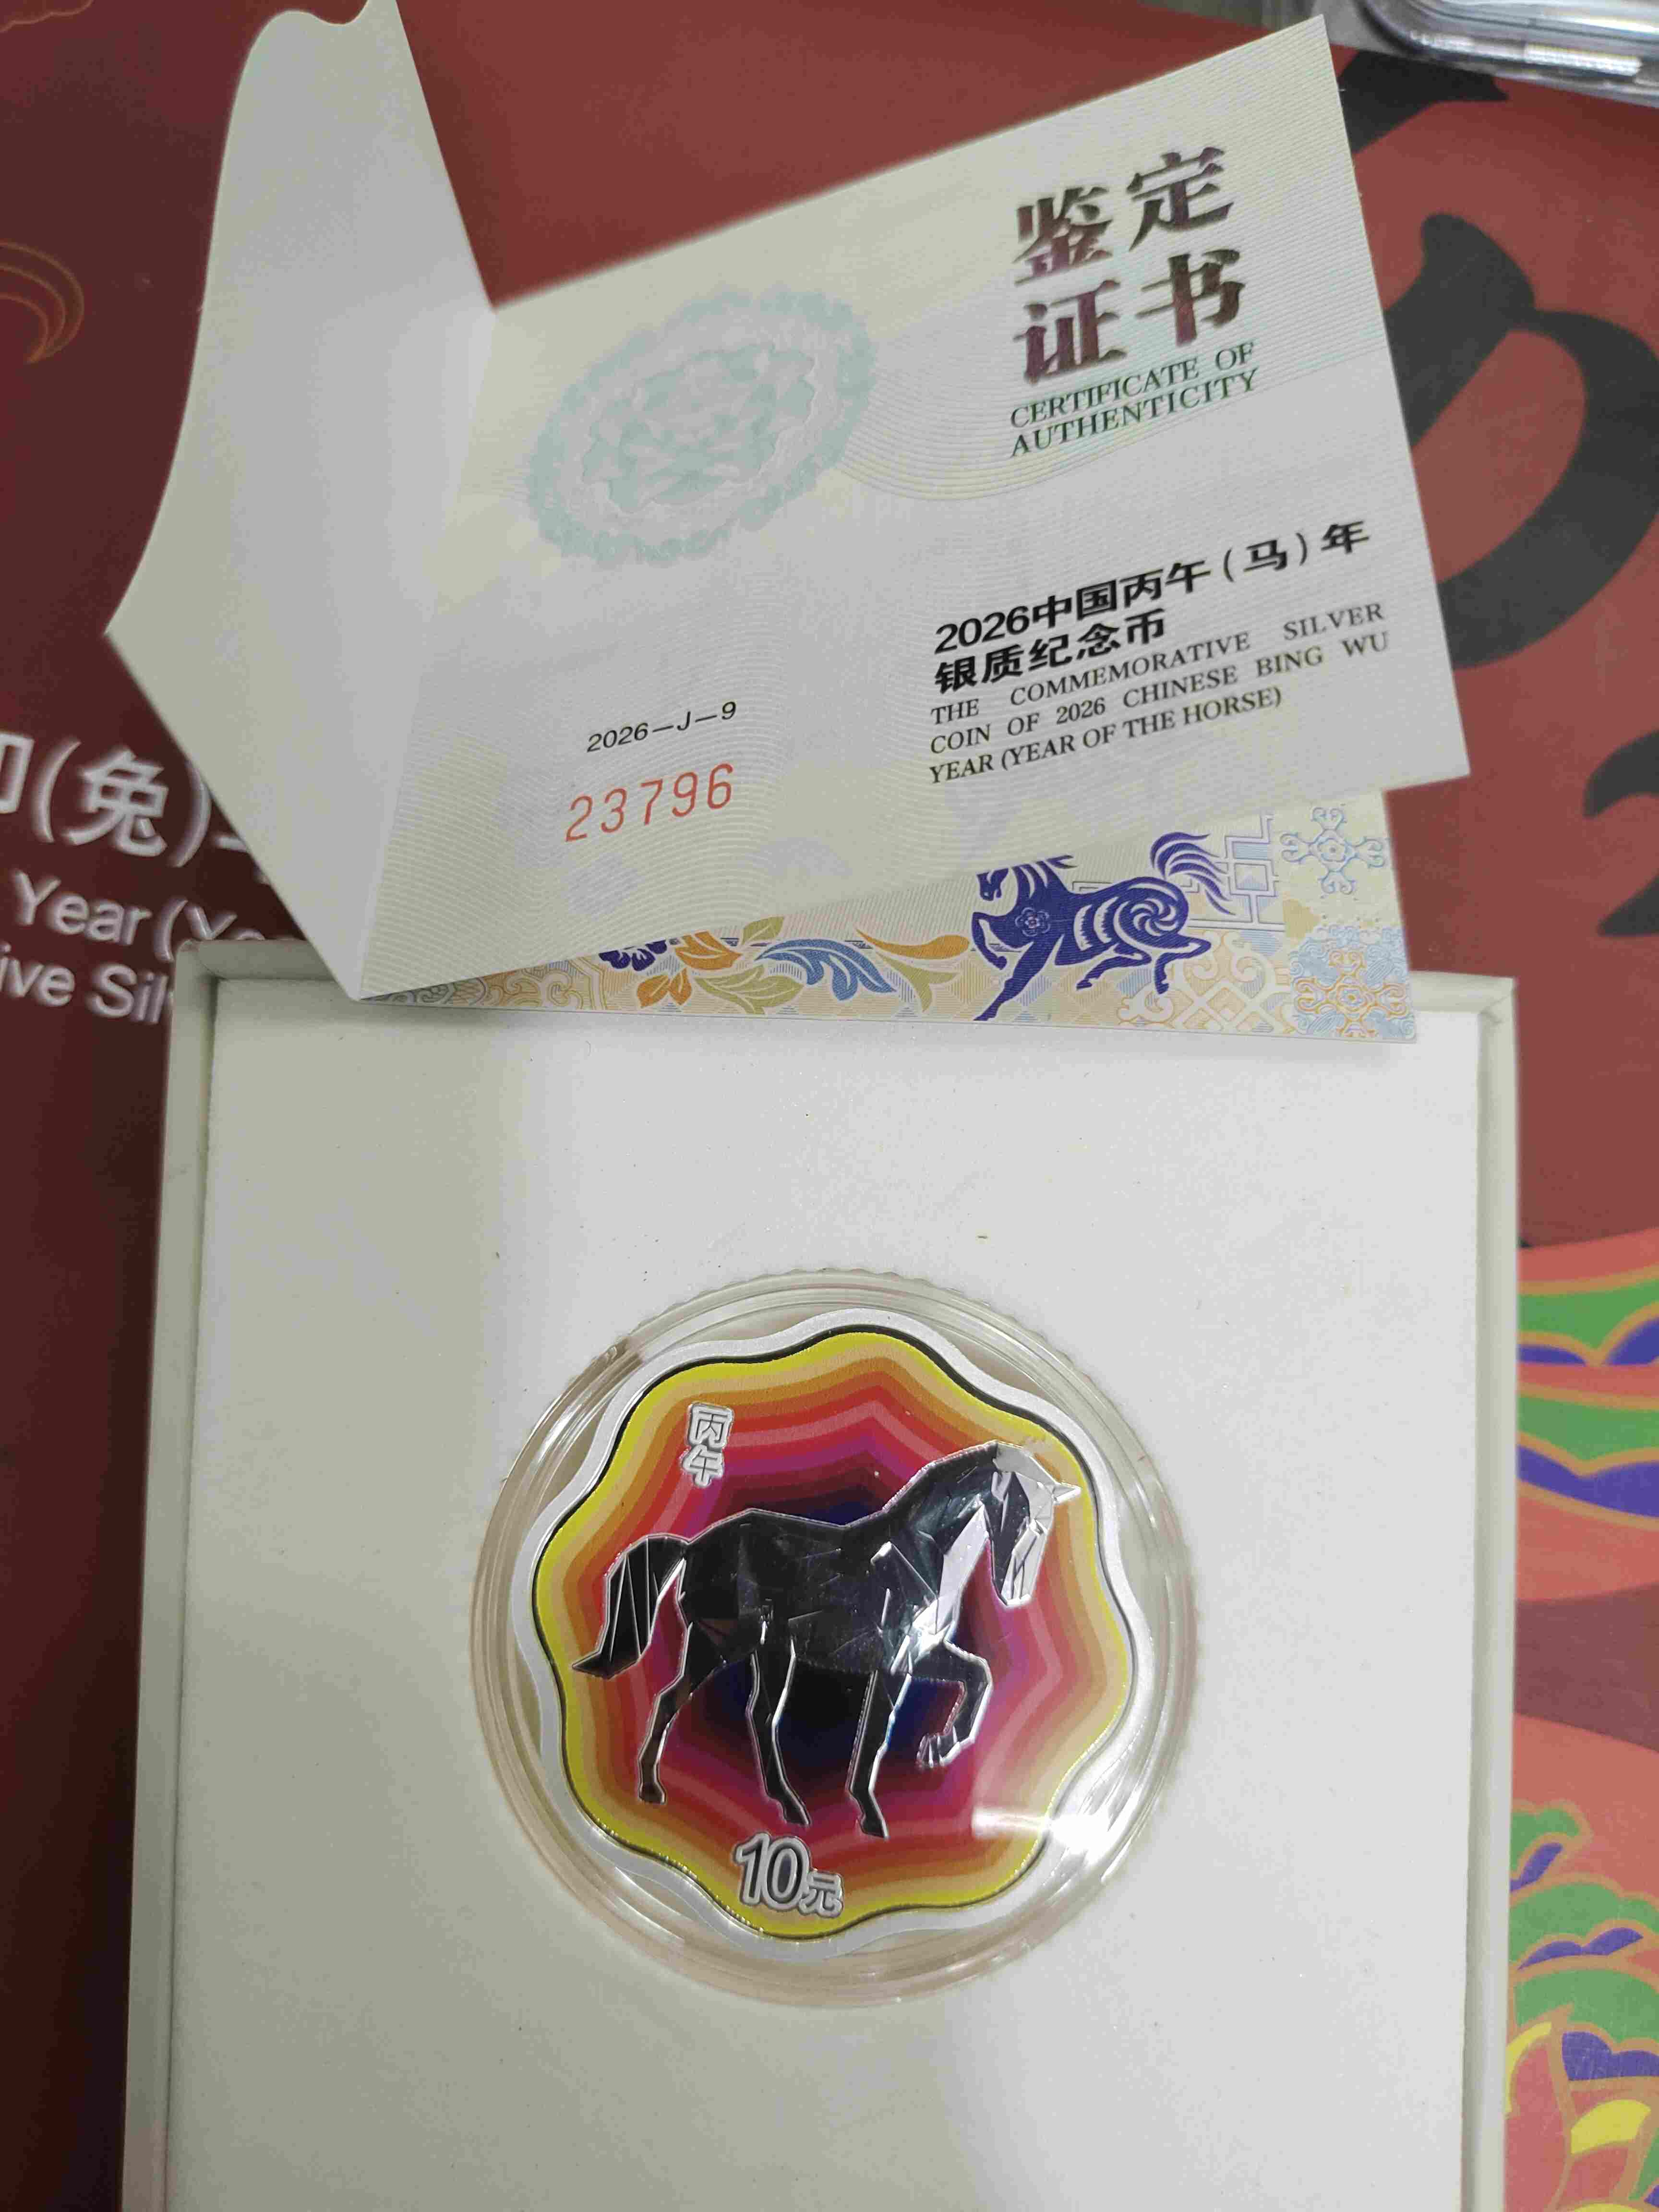 鉴定
证书
CERTIFICATE OF
AUTHENTICITY
2026中国丙午(马)年
银质纪念币
THE COMMEMORATIVE SILVER
COIN OF 2026 CHINESE BING WU
YEAR (YEAR OF THE HORSE)
2026—J—9
23796
(兔)
Year (Ye
ive Sil
丙
午
10元